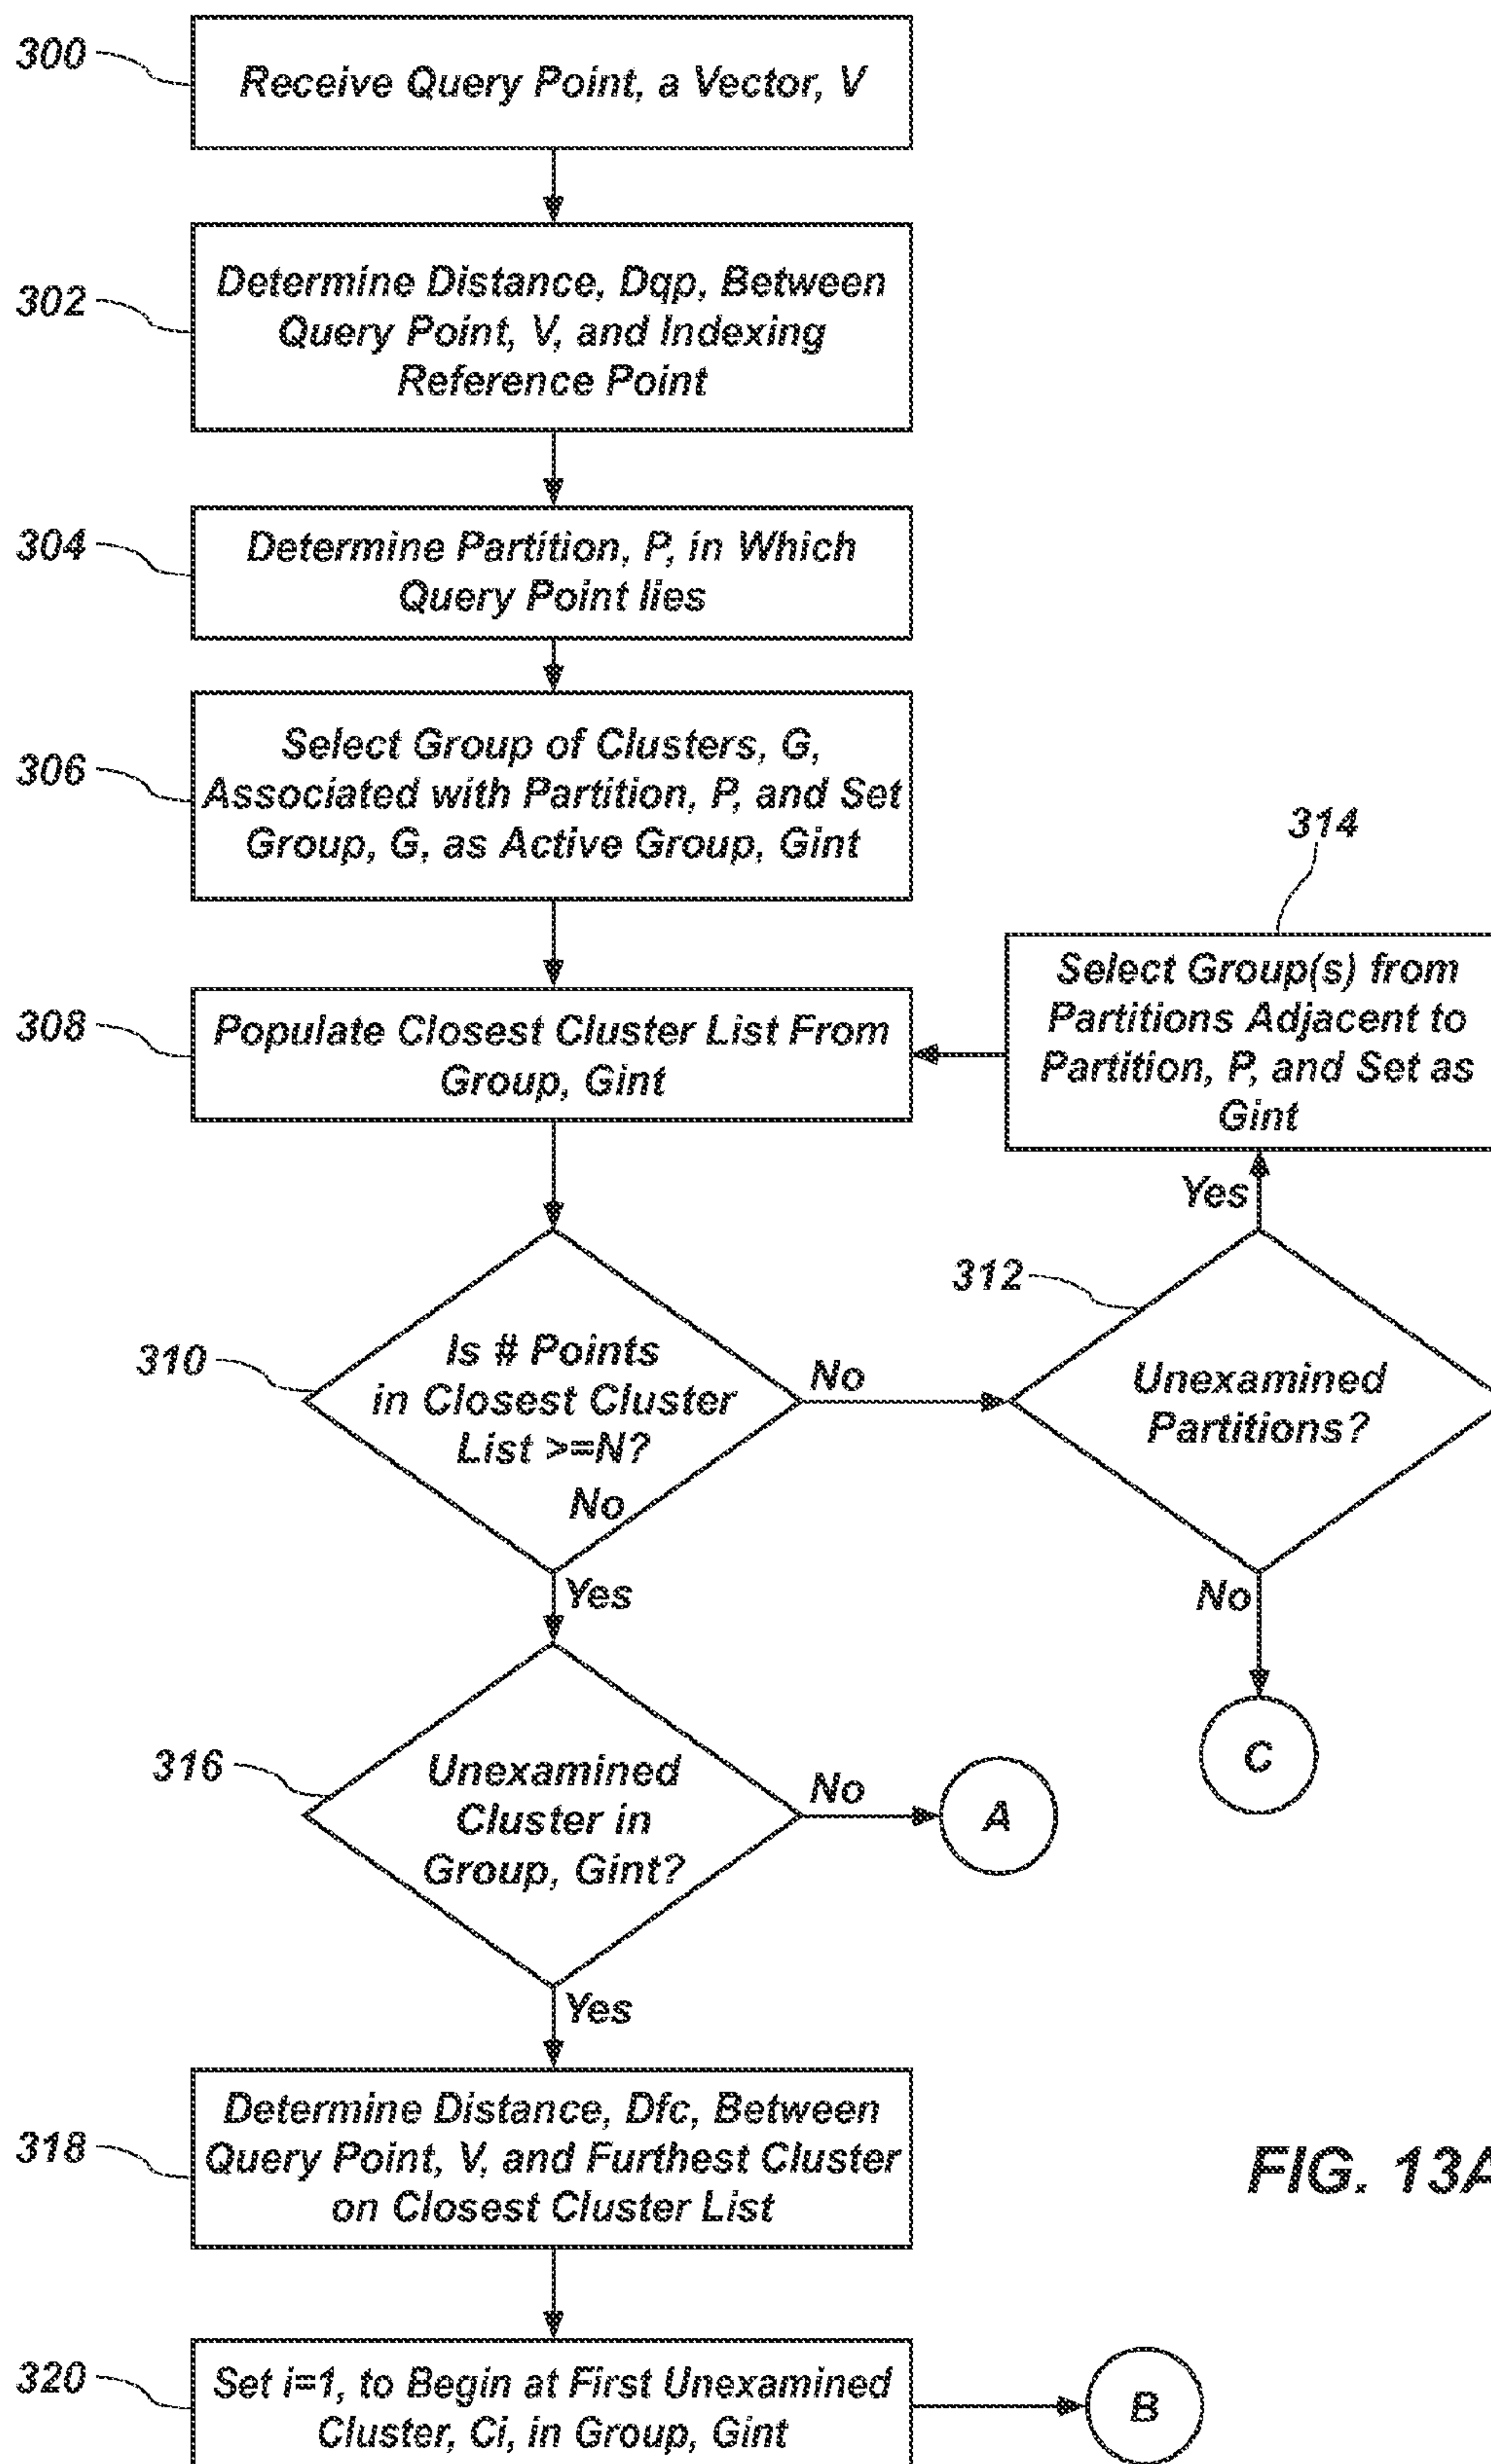 300
Receive Query Point, a Vector, V
302
Determine Distance, Dqp, Between
Query Point, V, and Indexing
Reference Point
304
Determine Partition, P, in Which
Query Point lies
306
Select Group of Clusters, G,
Associated with Partition, P, and Set
Group, G, as Active Group, Gint
314
Select Group(s) from
Partitions Adjacent to
Partition, P, and Set as
Gint
308
Populate Closest Cluster List From
Group, Gint
Yes
312
310
Is # Points
in Closest Cluster
List >=N?
No
No
Unexamined
Partitions?
Yes
No
C
316
Unexamined
Cluster in
Group, Gint?
No
A
Yes
318
Determine Distance, Dfc, Between
Query Point, V, and Furthest Cluster
on Closest Cluster List
FIG. 13A
320
Set i=1, to Begin at First Unexamined
Cluster, Ci, in Group, Gint
B